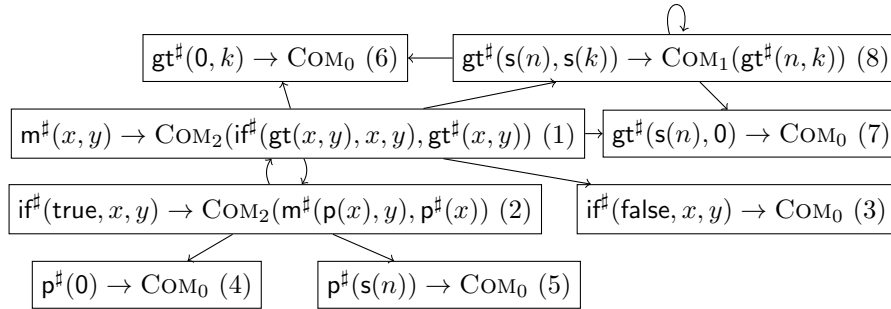 gt♯(0, k) → COM₀ (6)
gt♯(s(n), s(k)) → COM₁(gt♯(n, k)) (8)
m♯(x, y) → COM₂(if♯(gt(x, y), x, y), gt♯(x, y)) (1)
gt♯(s(n), 0) → COM₀ (7)
if♯(true, x, y) → COM₂(m♯(p(x), y), p♯(x)) (2)
if♯(false, x, y) → COM₀ (3)
p♯(0) → COM₀ (4)
p♯(s(n)) → COM₀ (5)